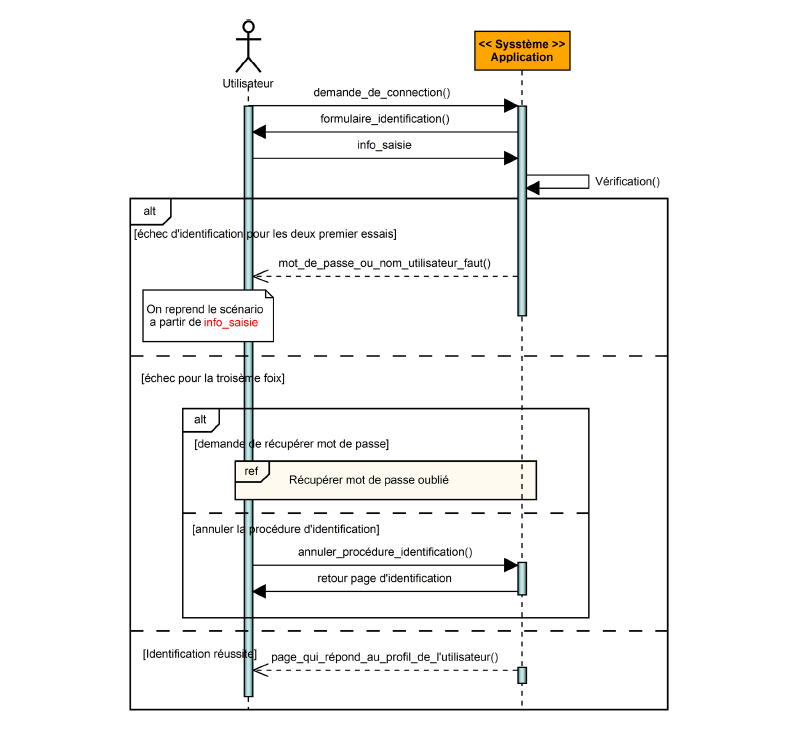 << Sysstème >>
Application
Utilisateur
demande_de_connection()
formulaire_identification()
info_saisie
Vérification()
alt
[échec d'identification pour les deux premier essais]
mot_de_passe_ou_nom_utilisateur_faut()
On reprend le scénario
a partir de info_saisie
[échec pour la troisème foix]
alt
[demande de récupérer mot de passe]
ref
Récupérer mot de passe oublié
[annuler la procédure d'identification]
annuler_procédure_identification()
retour page d'identification
[Identification réussite]
page_qui_répond_au_profil_de_l'utilisateur()